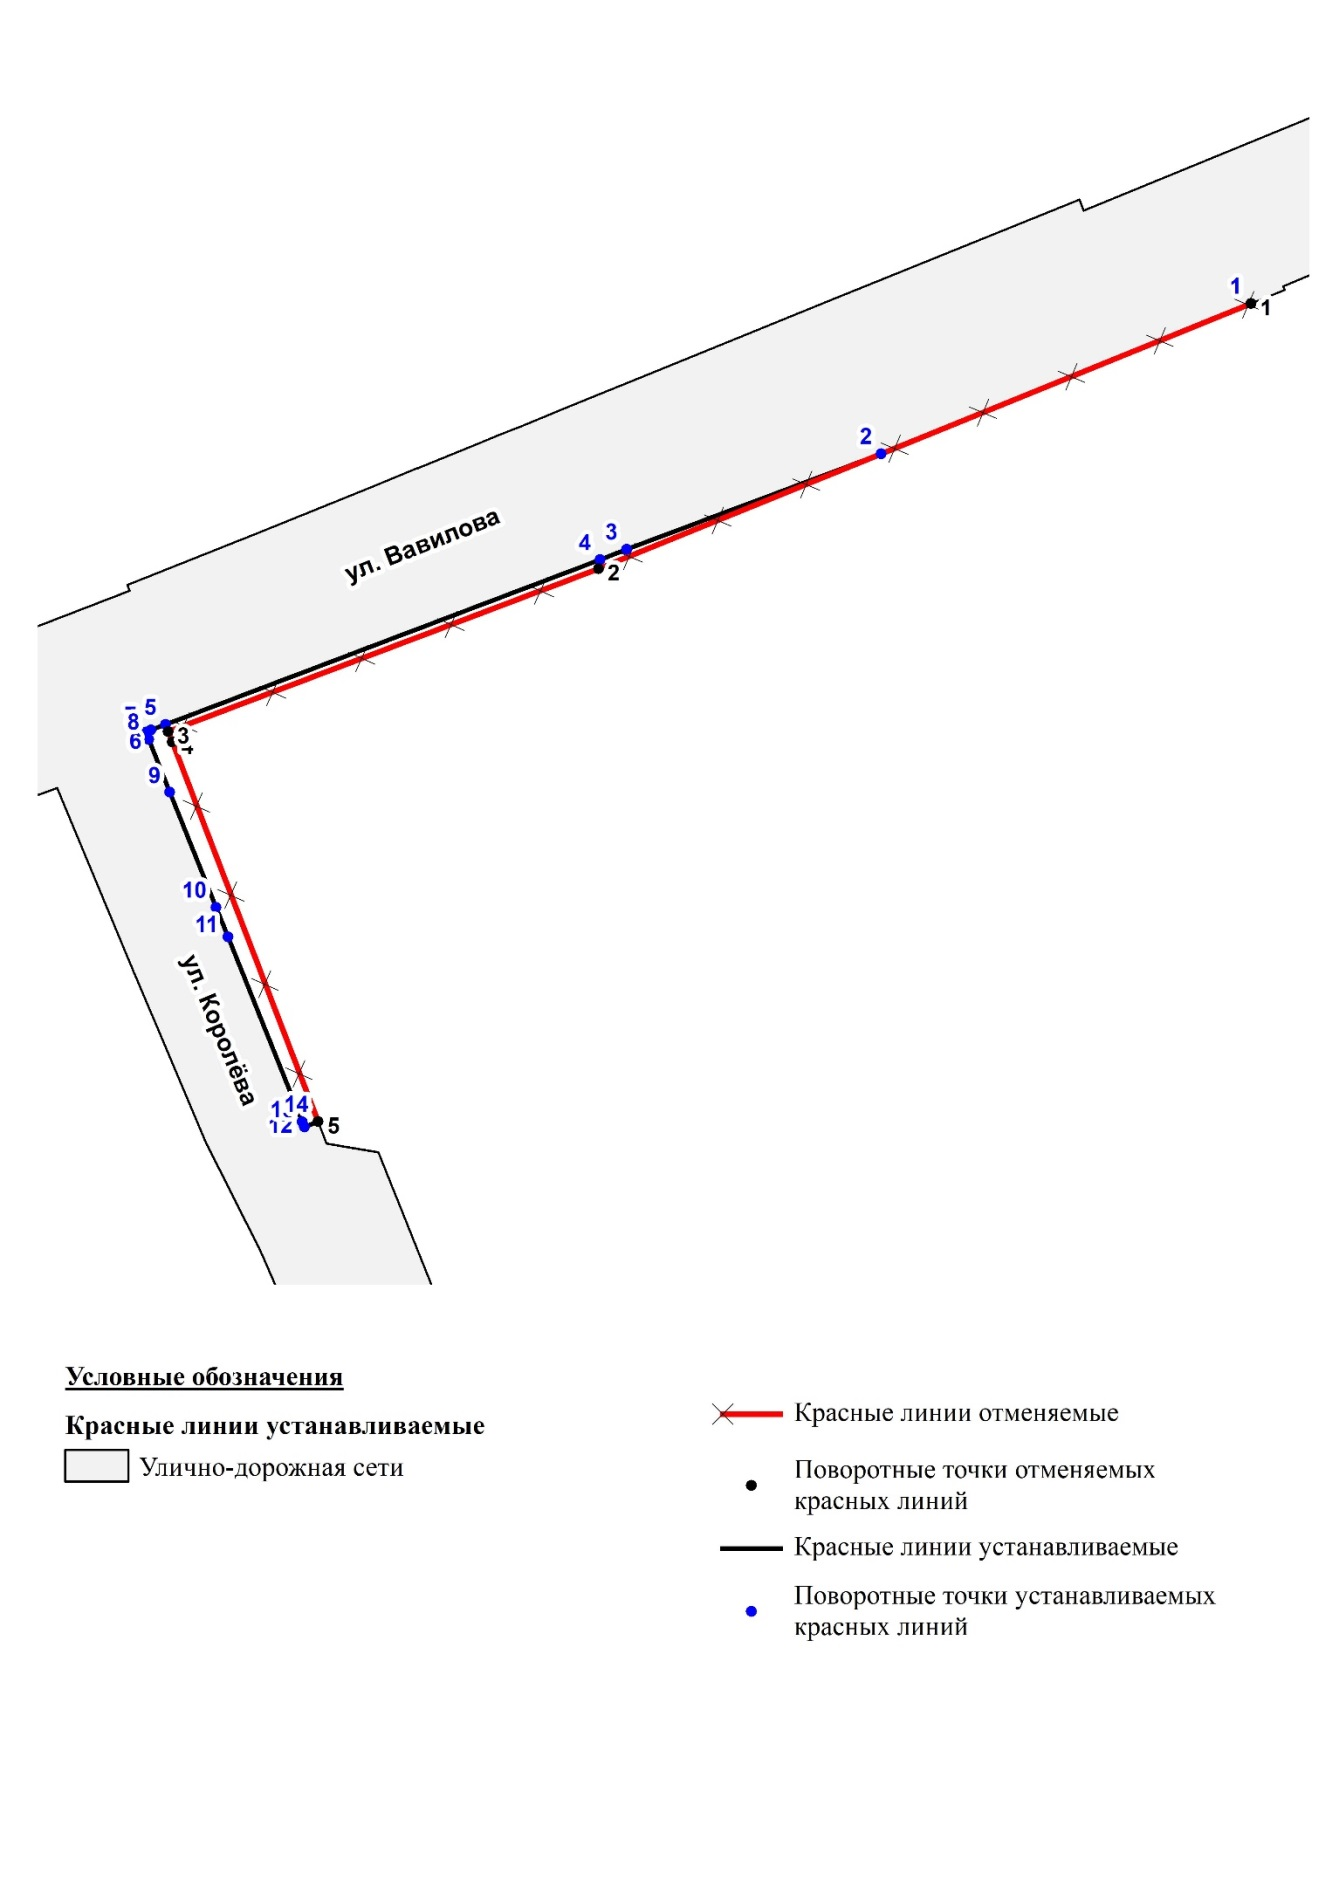 1
1
2
3
4
2
ул. Вавилова
5
8
3
6
9
10
11
ул. Королёва
14
12
5
Условные обозначения
Красные линии устанавливаемые
Улично-дорожная сети
Красные линии отменяемые
Поворотные точки отменяемых
красных линий
Красные линии устанавливаемые
Поворотные точки устанавливаемых
красных линий